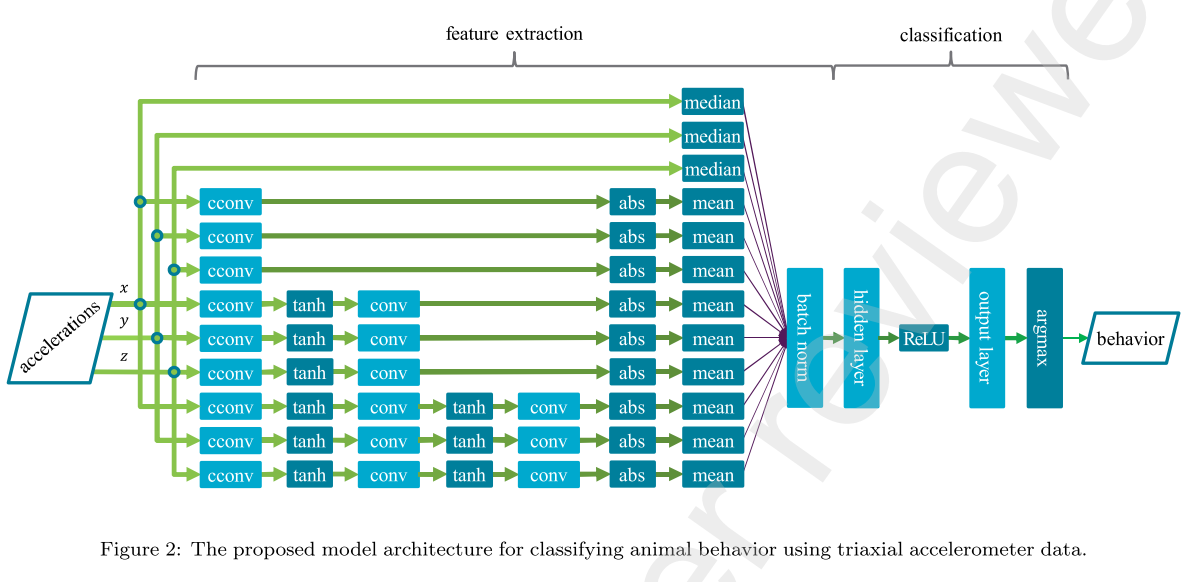 feature extraction
classification
median
median
median
cconv abs mean
cconv abs mean
cconv abs mean
accelerations
x
y
z
cconv tanh conv abs mean
cconv tanh conv abs mean
cconv tanh conv abs mean
cconv tanh conv tanh conv abs mean
cconv tanh conv tanh conv abs mean
cconv tanh conv tanh conv abs mean
batch norm
hidden layer
ReLU
output layer
argmax
behavior
Figure 2: The proposed model architecture for classifying animal behavior using triaxial accelerometer data.
er reviewe